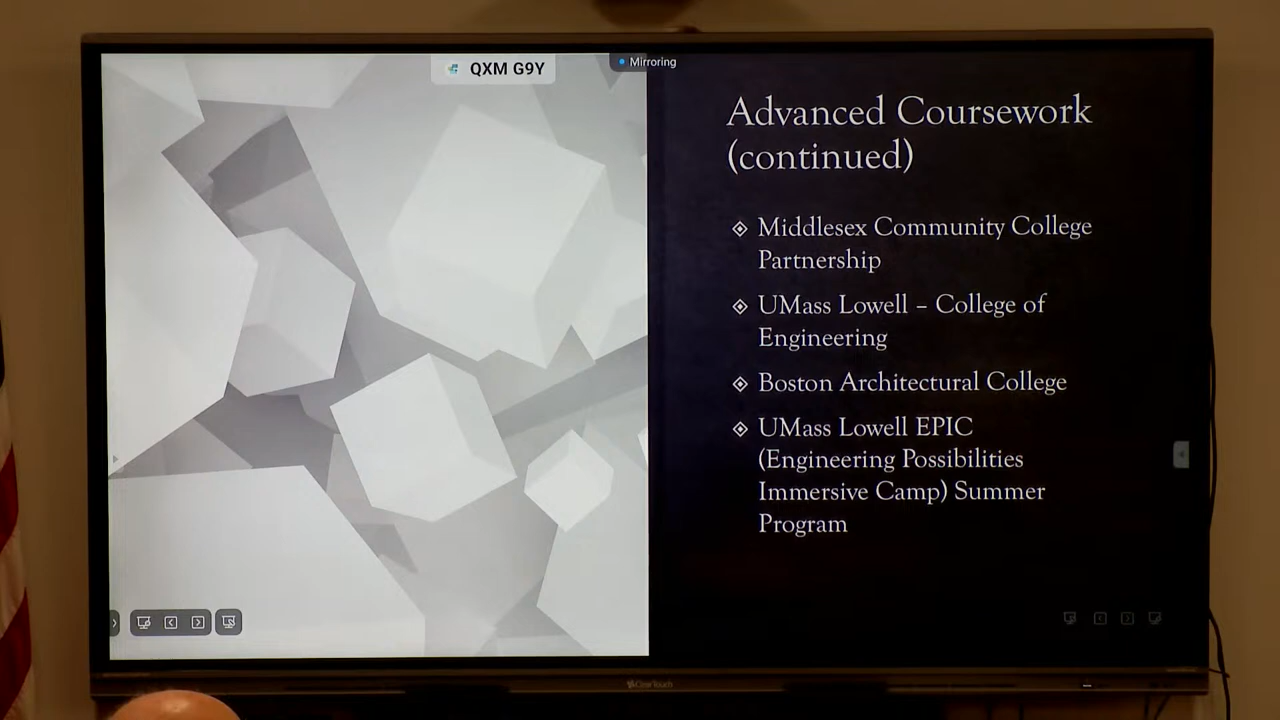 QXM G9Y
Mirroring
Advanced Coursework
(continued)
Middlesex Community College
Partnership
UMass Lowell – College of
Engineering
Boston Architectural College
UMass Lowell EPIC
(Engineering Possibilities
Immersive Camp) Summer
Program
ClearTouch